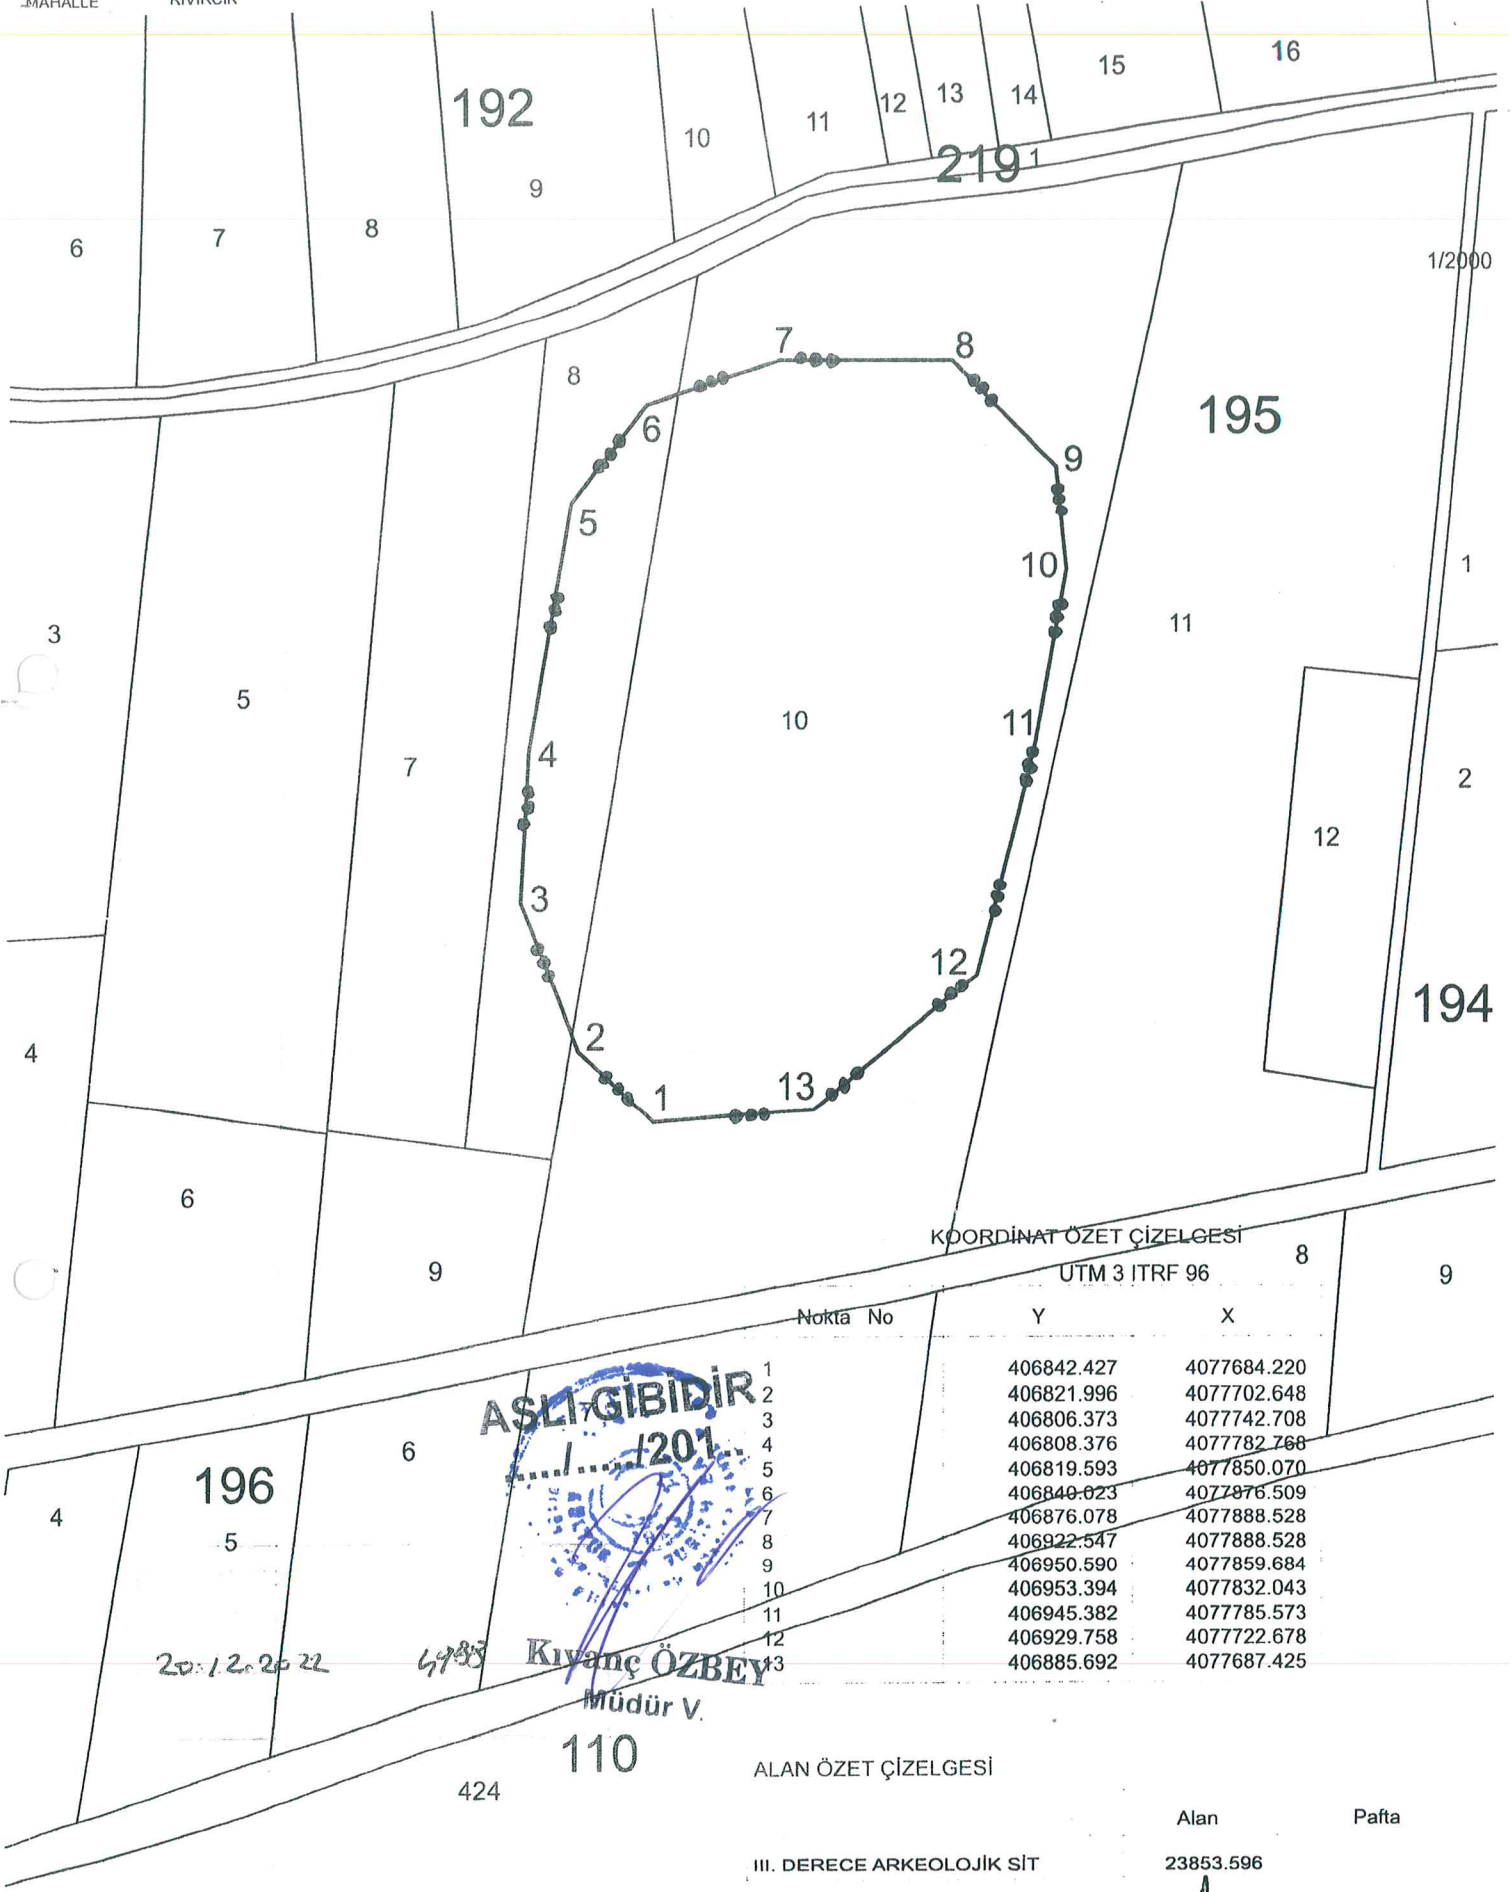 MAHALLE KIVIRCIK
192
6 7 8 9 10 11 12 13 14 15 16
219 1
1/2000
7 8
8
6
195
9
5
10
1
3
11
5
10
11
4
7
2
12
3
12
194
4
2
1 13
6
9
8
9
KOORDİNAT ÖZET ÇİZELGESİ
UTM 3 ITRF 96
Nokta No Y X
1 406842.427 4077684.220
2 406821.996 4077702.648
3 406806.373 4077742.708
4 406808.376 4077782.768
5 406819.593 4077850.070
6 406840.023 4077876.509
7 406876.078 4077888.528
8 406922.547 4077888.528
9 406950.590 4077859.684
10 406953.394 4077832.043
11 406945.382 4077785.573
12 406929.758 4077722.678
13 406885.692 4077687.425
ASLI GİBİDİR
7
....../....../201..
6
196
4
5
20.12.2022
Kıvanç ÖZBEY
Müdür V.
110
424
ALAN ÖZET ÇİZELGESİ
Alan Pafta
III. DERECE ARKEOLOJİK SİT 23853.596